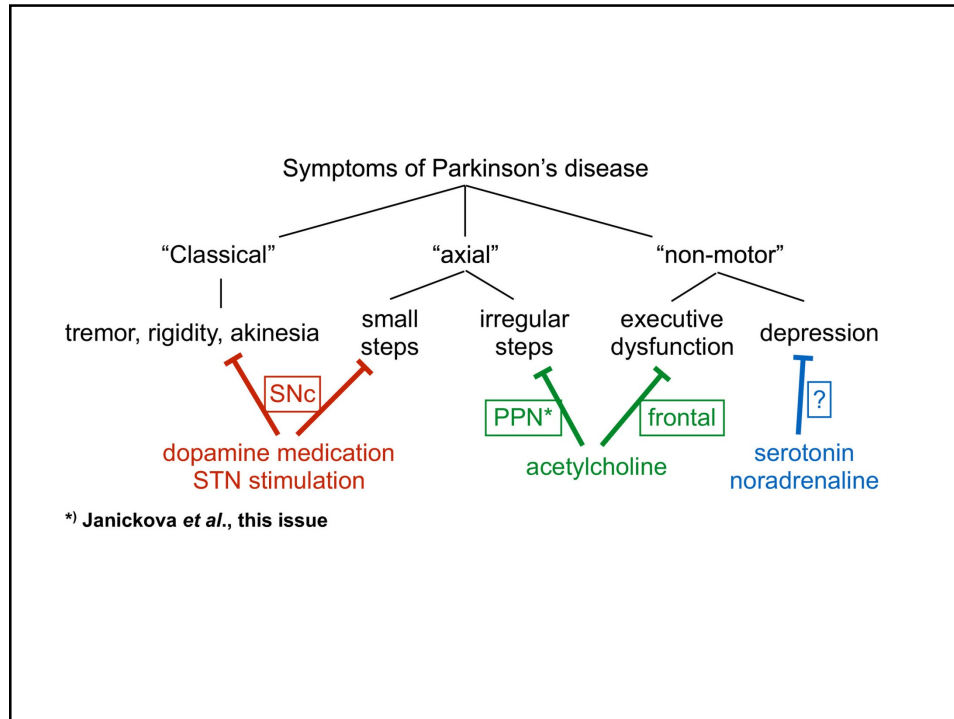 Symptoms of Parkinson’s disease
“Classical”
“axial”
“non-motor”
tremor, rigidity, akinesia
small
steps
irregular
steps
executive
dysfunction
depression
SNc
PPN*
frontal
?
dopamine medication
STN stimulation
acetylcholine
serotonin
noradrenaline
*) Janickova et al., this issue